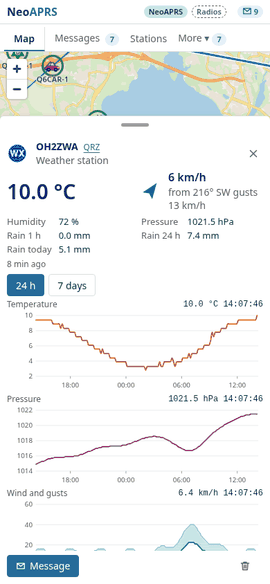 NeoAPRS NeoAPRS Radios 9
Map Messages 7 Stations More 7
+
Q6CAR-1
−
WX OH2ZWA QRZ
Weather station
10.0 °C
6 km/h
from 216° SW gusts
13 km/h
Humidity 72 % Pressure 1021.5 hPa
Rain 1 h 0.0 mm Rain 24 h 7.4 mm
Rain today 5.1 mm
8 min ago
24 h 7 days
Temperature 10.0 °C 14:07:46
10
8
6
4
2
18:00 00:00 06:00 12:00
Pressure 1021.5 hPa 14:07:46
1022
1020
1018
1016
1014
18:00 00:00 06:00 12:00
Wind and gusts 6.4 km/h 14:07:46
60
40
20
Message